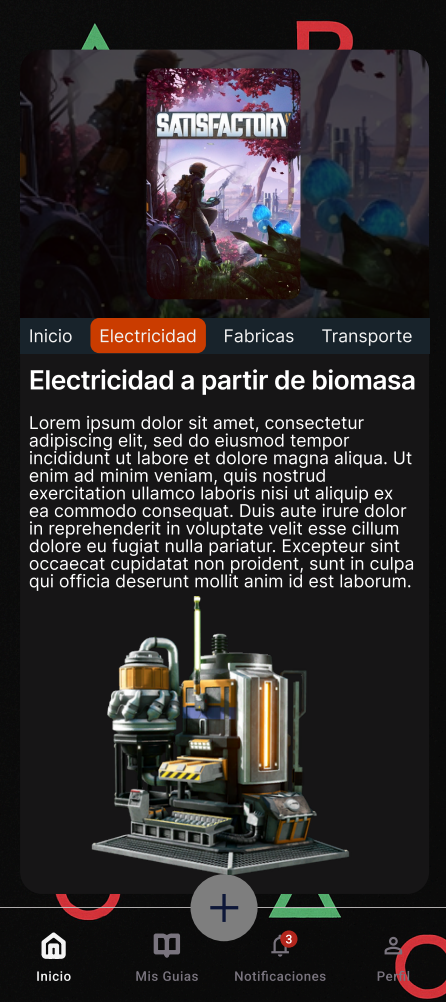 SATISFACTORY
Inicio Electricidad Fabricas Transporte
Electricidad a partir de biomasa
Lorem ipsum dolor sit amet, consectetur
adipiscing elit, sed do eiusmod tempor
incididunt ut labore et dolore magna aliqua. Ut
enim ad minim veniam, quis nostrud
exercitation ullamco laboris nisi ut aliquip ex
ea commodo consequat. Duis aute irure dolor
in reprehenderit in voluptate velit esse cillum
dolore eu fugiat nulla pariatur. Excepteur sint
occaecat cupidatat non proident, sunt in culpa
qui officia deserunt mollit anim id est laborum.
3
Inicio Mis Guias Notificaciones Perfil